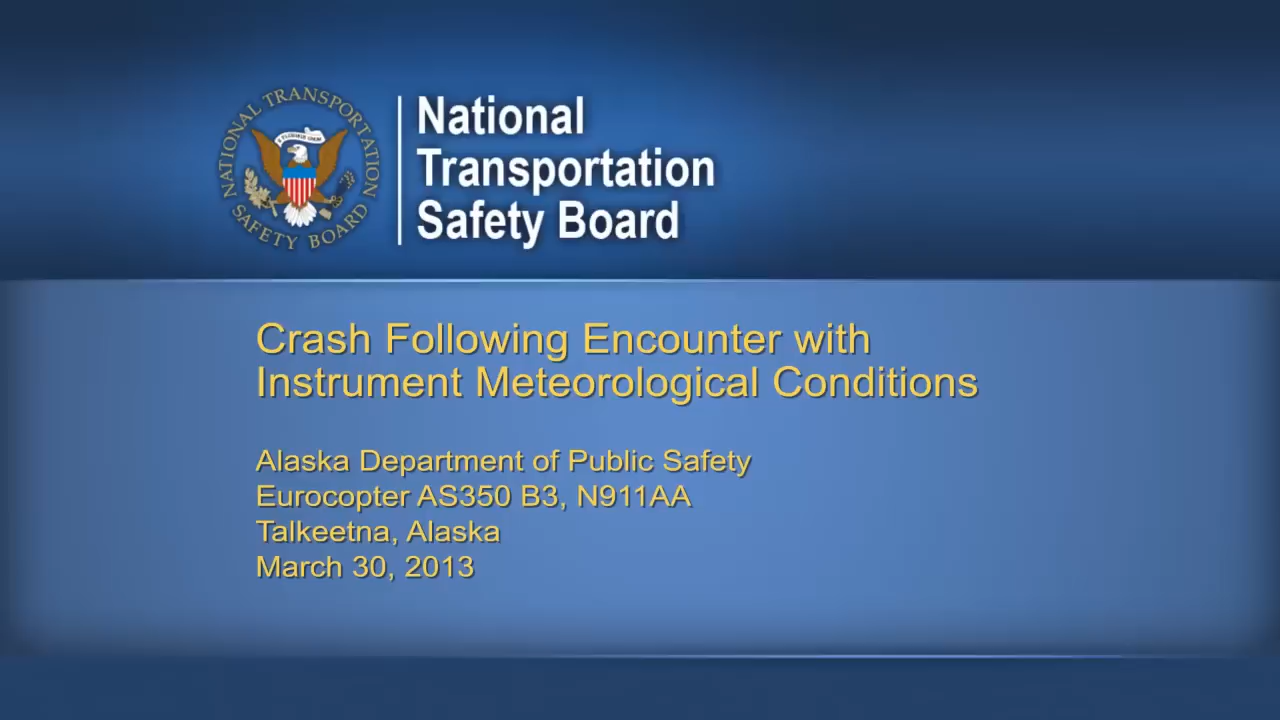 NATIONAL TRANSPORTATION
SAFETY BOARD
National
Transportation
Safety Board
Crash Following Encounter with
Instrument Meteorological Conditions
Alaska Department of Public Safety
Eurocopter AS350 B3, N911AA
Talkeetna, Alaska
March 30, 2013